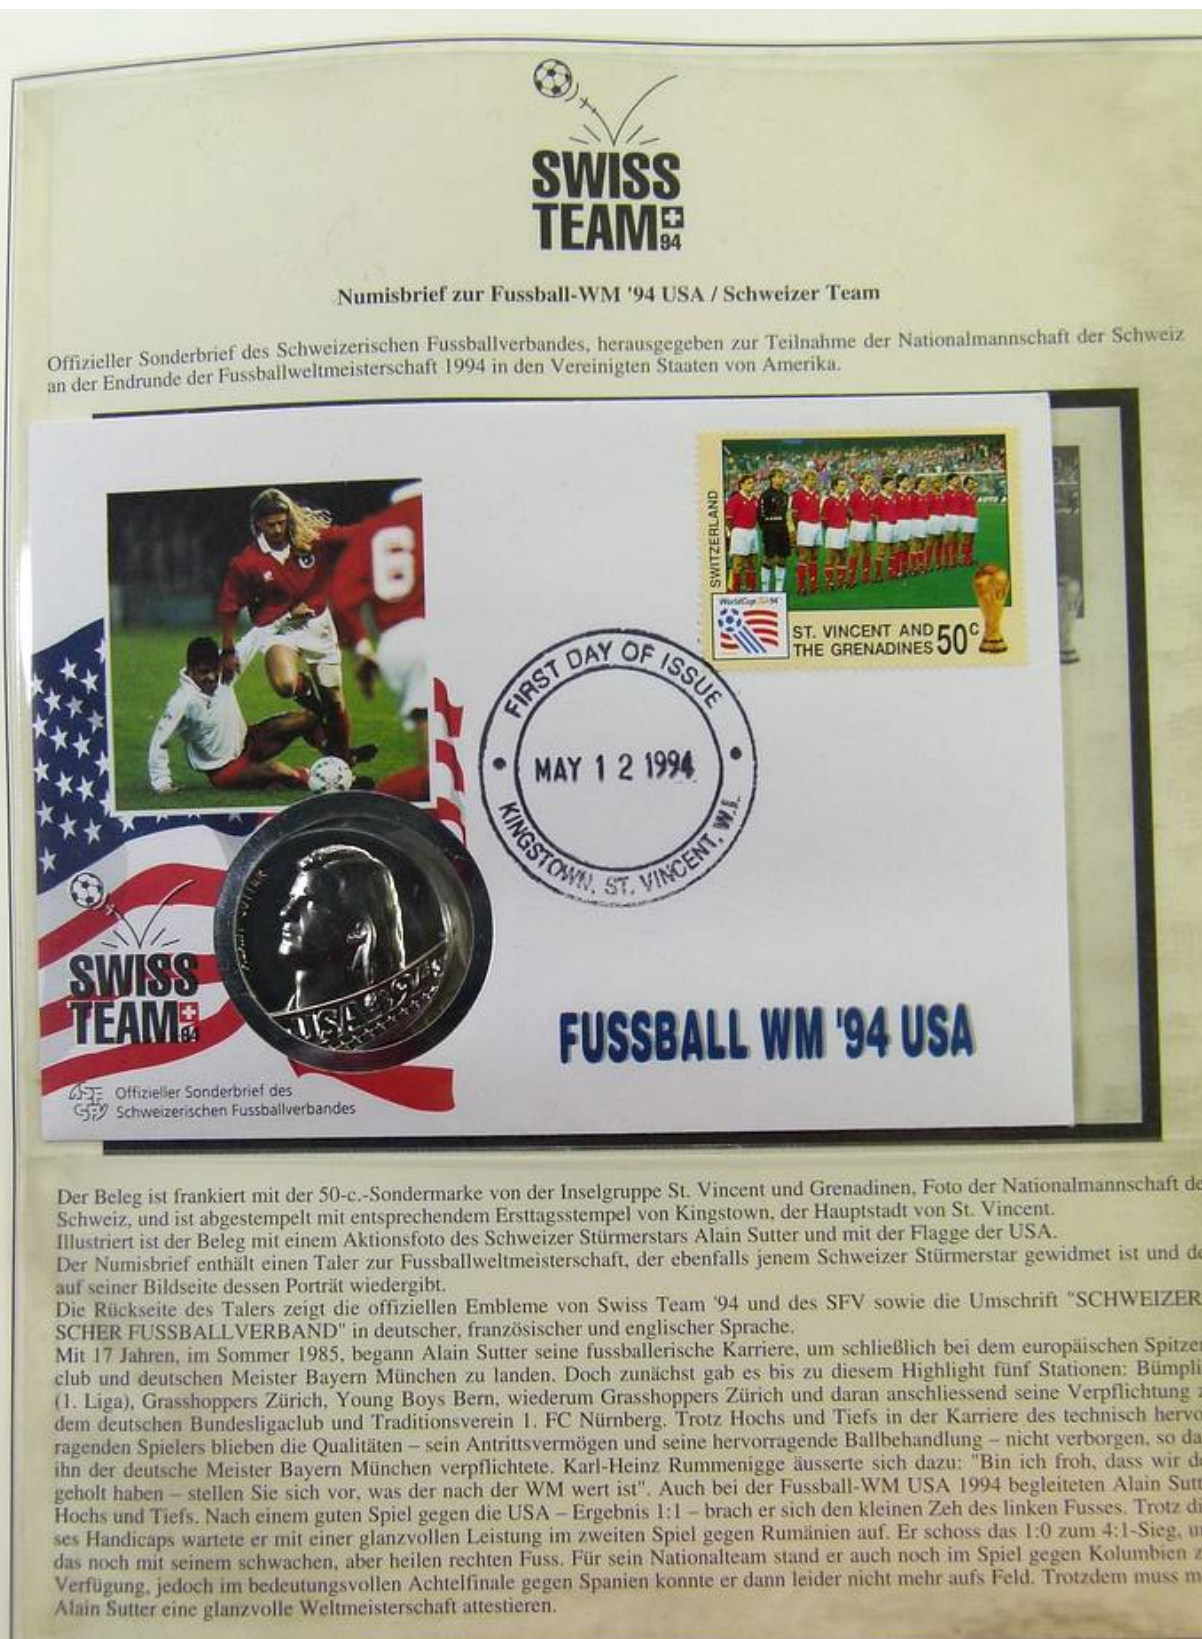 SWISS
TEAM
94
Numisbrief zur Fussball-WM '94 USA / Schweizer Team
Offizieller Sonderbrief des Schweizerischen Fussballverbandes, herausgegeben zur Teilnahme der Nationalmannschaft der Schweiz
an der Endrunde der Fussballweltmeisterschaft 1994 in den Vereinigten Staaten von Amerika.
6
SWITZERLAND
WorldCup USA 94
ST. VINCENT AND
THE GRENADINES 50c
FIRST DAY OF ISSUE
MAY 12 1994
KINGSTOWN, ST. VINCENT, W.I.
SUTTER
USA 1994
SWISS
TEAM
94
FUSSBALL WM '94 USA
ASF
SFV
Offizieller Sonderbrief des
Schweizerischen Fussballverbandes
Der Beleg ist frankiert mit der 50-c.-Sondermarke von der Inselgruppe St. Vincent und Grenadinen, Foto der Nationalmannschaft de
Schweiz, und ist abgestempelt mit entsprechendem Ersttagsstempel von Kingstown, der Hauptstadt von St. Vincent.
Illustriert ist der Beleg mit einem Aktionsfoto des Schweizer Stürmerstars Alain Sutter und mit der Flagge der USA.
Der Numisbrief enthält einen Taler zur Fussballweltmeisterschaft, der ebenfalls jenem Schweizer Stürmerstar gewidmet ist und de
auf seiner Bildseite dessen Porträt wiedergibt.
Die Rückseite des Talers zeigt die offiziellen Embleme von Swiss Team '94 und des SFV sowie die Umschrift "SCHWEIZER
SCHER FUSSBALLVERBAND" in deutscher, französischer und englischer Sprache.
Mit 17 Jahren, im Sommer 1985, begann Alain Sutter seine fussballerische Karriere, um schließlich bei dem europäischen Spitzen
club und deutschen Meister Bayern München zu landen. Doch zunächst gab es bis zu diesem Highlight fünf Stationen: Bümpli
(1. Liga), Grasshoppers Zürich, Young Boys Bern, wiederum Grasshoppers Zürich und daran anschliessend seine Verpflichtung
dem deutschen Bundesligaclub und Traditionsverein 1. FC Nürnberg. Trotz Hochs und Tiefs in der Karriere des technisch hervo
ragenden Spielers blieben die Qualitäten – sein Antrittsvermögen und seine hervorragende Ballbehandlung – nicht verborgen, so da
ihn der deutsche Meister Bayern München verpflichtete. Karl-Heinz Rummenigge äusserte sich dazu: "Bin ich froh, dass wir de
geholt haben – stellen Sie sich vor, was der nach der WM wert ist". Auch bei der Fussball-WM USA 1994 begleiteten Alain Sutt
Hochs und Tiefs. Nach einem guten Spiel gegen die USA – Ergebnis 1:1 – brach er sich den kleinen Zeh des linken Fusses. Trotz di
ses Handicaps wartete er mit einer glanzvollen Leistung im zweiten Spiel gegen Rumänien auf. Er schoss das 1:0 zum 4:1-Sieg, u
das noch mit seinem schwachen, aber heilen rechten Fuss. Für sein Nationalteam stand er auch noch im Spiel gegen Kolumbien z
Verfügung, jedoch im bedeutungsvollen Achtelfinale gegen Spanien konnte er dann leider nicht mehr aufs Feld. Trotzdem muss m
Alain Sutter eine glanzvolle Weltmeisterschaft attestieren.